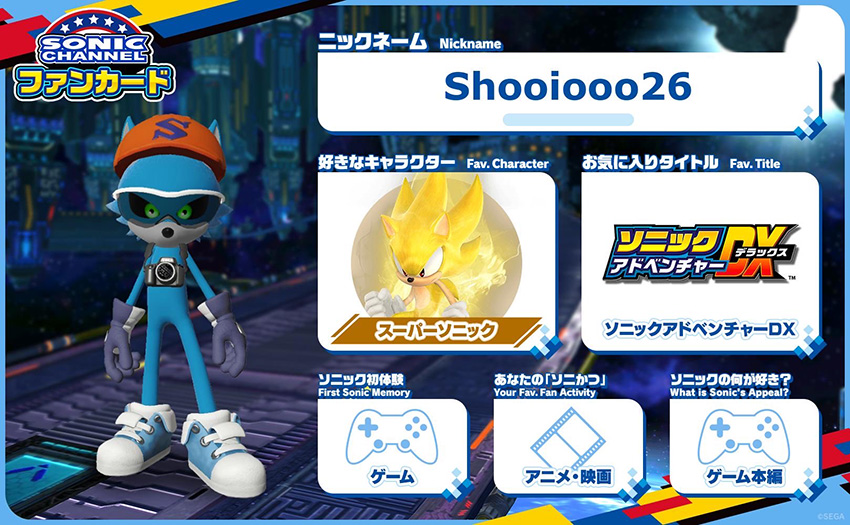 SONIC
CHANNEL
ファンカード
ニックネーム Nickname
Shooiooo26
好きなキャラクター Fav. Character
スーパーソニック
お気に入りタイトル Fav. Title
ソニック
アドベンチャー
DX
デラックス
TM
ソニックアドベンチャーDX
ソニック初体験
First Sonic Memory
ゲーム
あなたの「ソニかつ」
Your Fav. Fan Activity
アニメ・映画
ソニックの何が好き?
What is Sonic's Appeal?
ゲーム本編
S
©SEGA